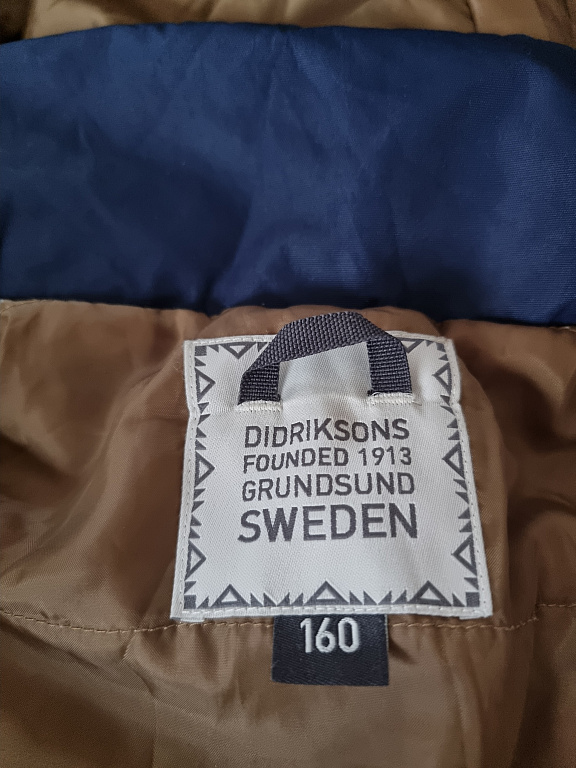 DIDRIKSONS
FOUNDED 1913
GRUNDSUND
SWEDEN
160